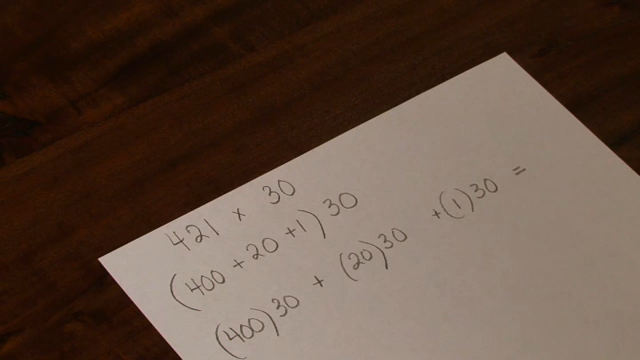 421 x 30
(400 + 20 + 1) 30
(400) 30 + (20) 30 + (1) 30 =